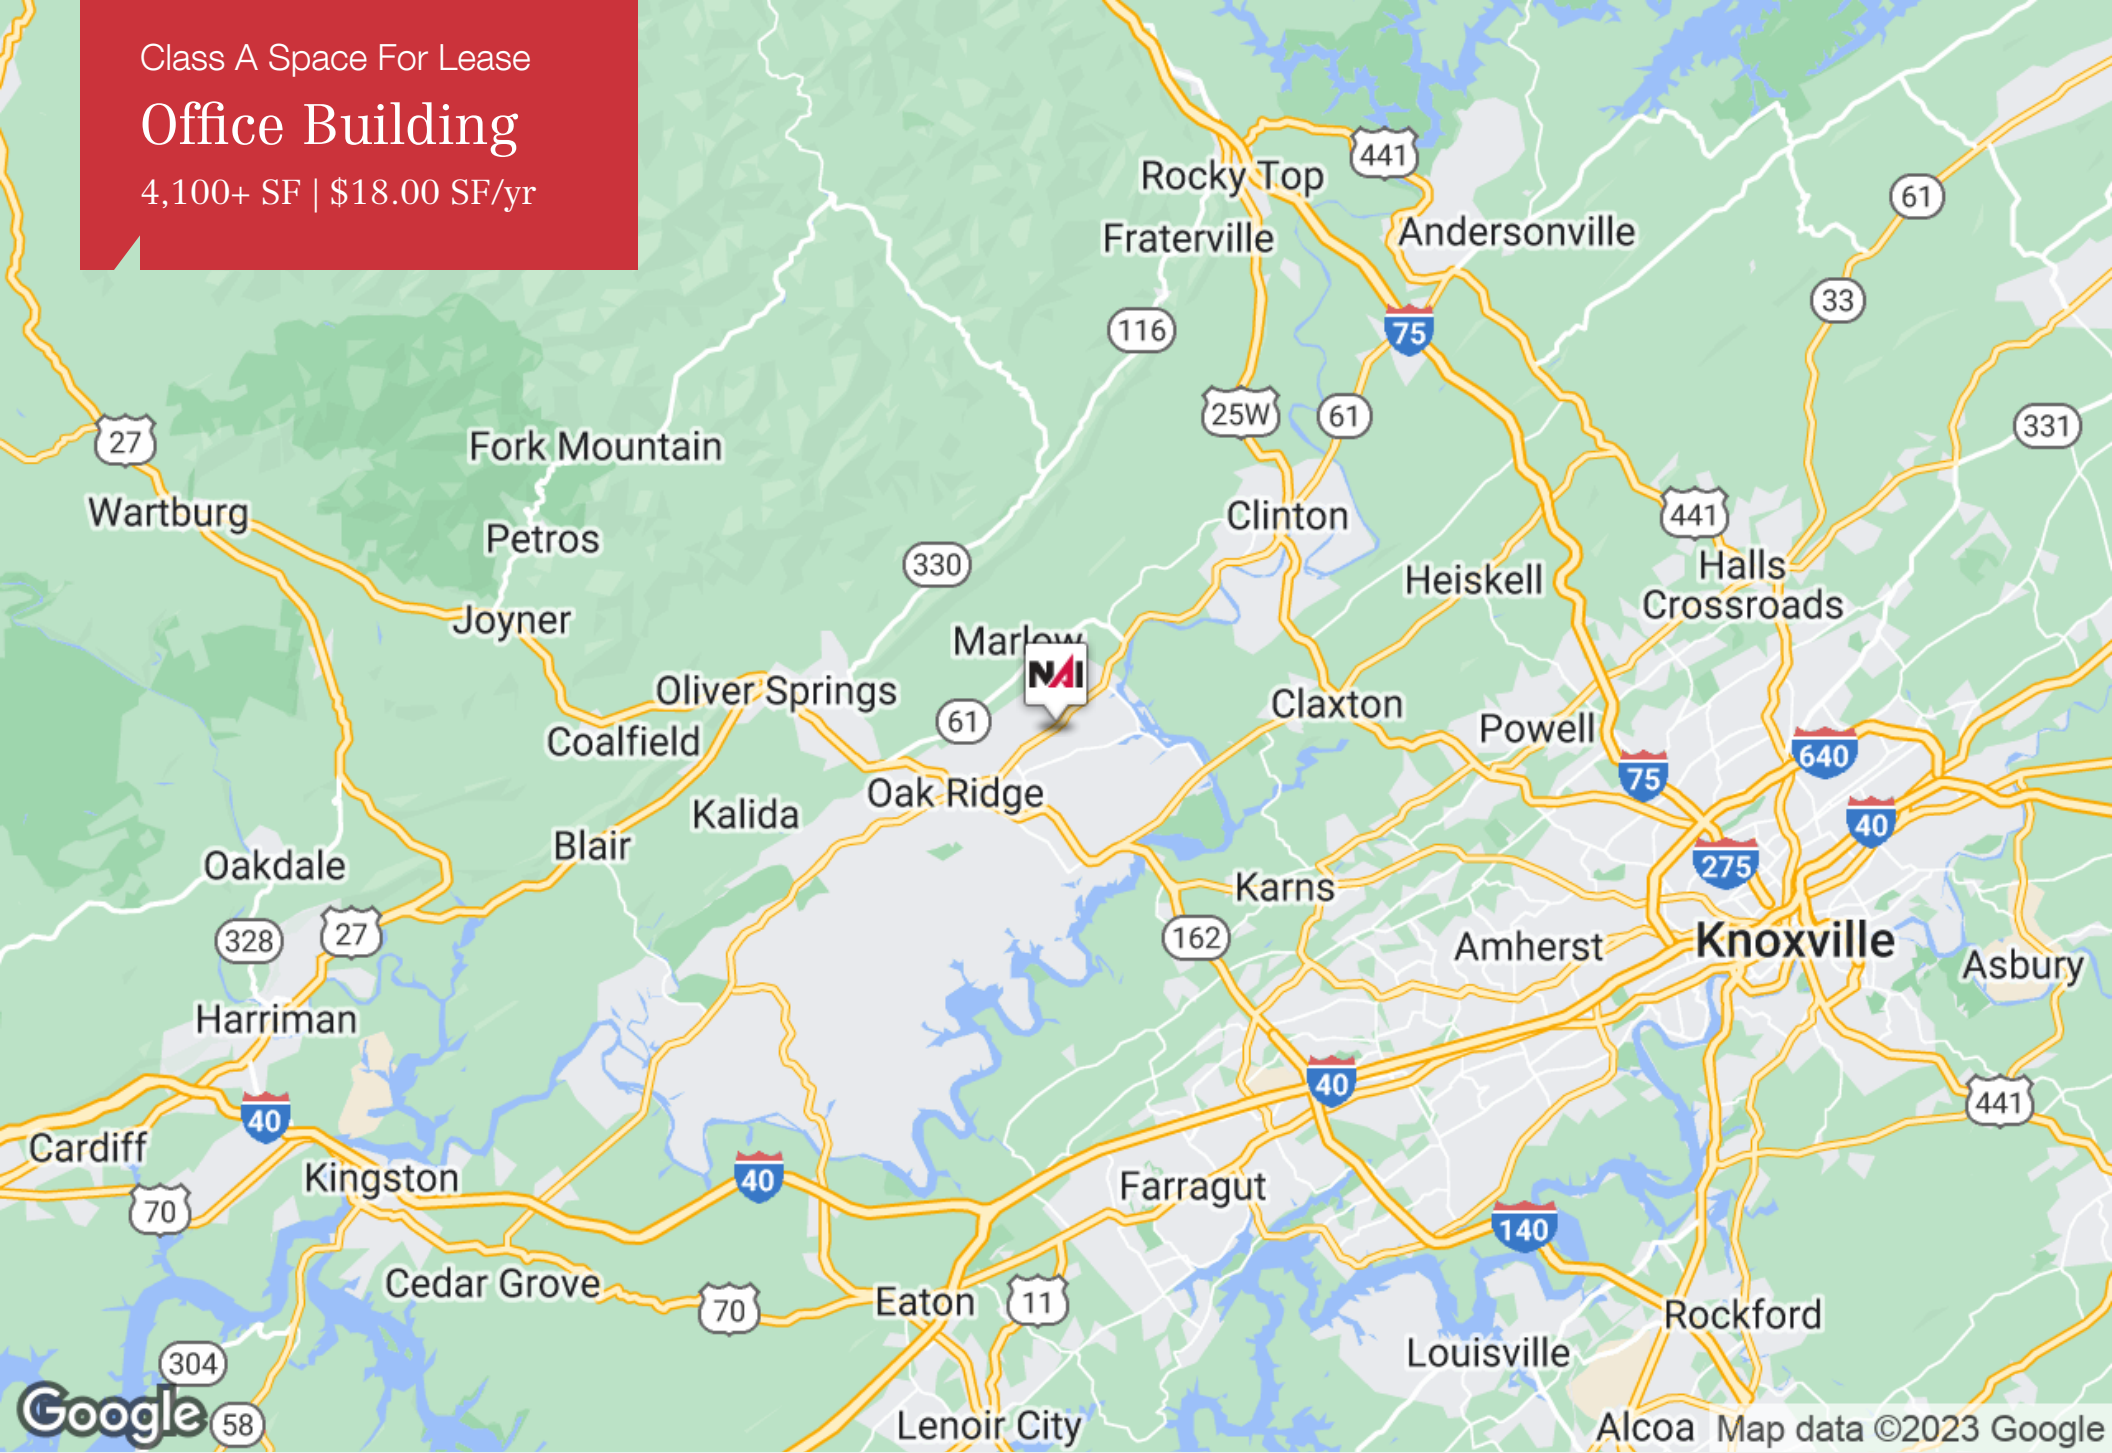 Class A Space For Lease
Office Building
4,100+ SF | $18.00 SF/yr
441
Rocky Top
61
Andersonville
Fraterville
33
116
75
25W
61
331
27
Fork Mountain
Wartburg
441
Clinton
Petros
330
Halls
Crossroads
Heiskell
Joyner
Marlow
NAI
Oliver Springs
61
Claxton
Powell
Coalfield
640
75
Oak Ridge
Kalida
40
Blair
275
Oakdale
Karns
328
27
162
Amherst
Knoxville
Asbury
Harriman
40
441
40
Cardiff
Kingston
40
Farragut
70
140
Cedar Grove
70
Eaton
11
Rockford
Louisville
304
Google
58
Lenoir City
Alcoa
Map data ©2023 Google